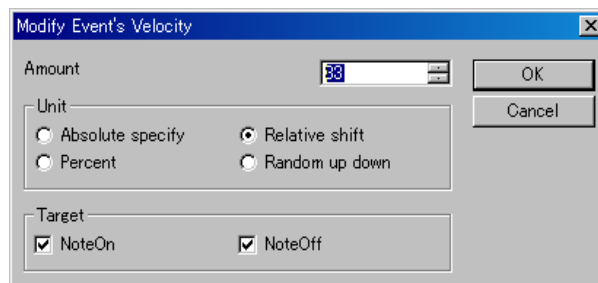 Modify Event's Velocity
Amount 33 OK
Cancel
Unit
Absolute specify Relative shift
Percent Random up down
Target
NoteOn NoteOff